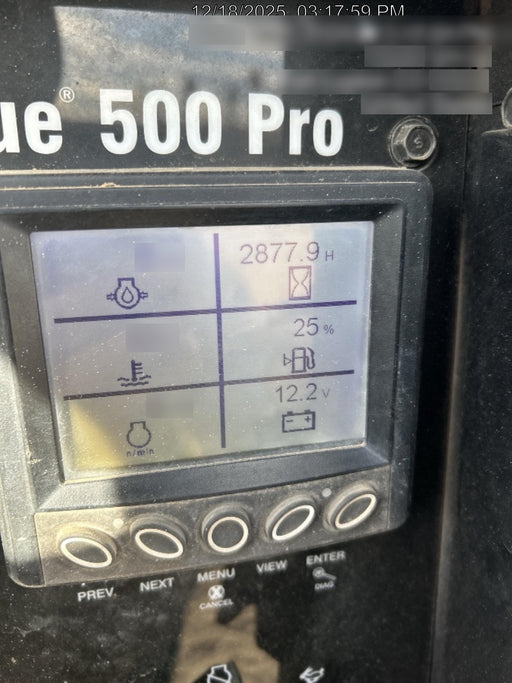 12/18/2025 03:17:59 PM
ue® 500 Pro
2877.9 H
25 %
12.2 V
n/min
PREV.
NEXT
MENU
VIEW
ENTER
CANCEL
DIAG